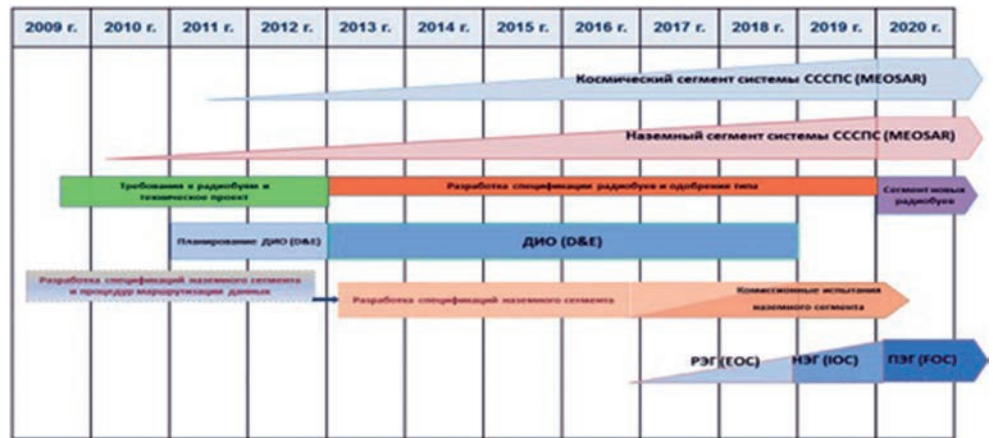 2009 г. 2010 г. 2011 г. 2012 г. 2013 г. 2014 г. 2015 г. 2016 г. 2017 г. 2018 г. 2019 г. 2020 г.
Космический сегмент системы СССПС (MEOSAR)
Наземный сегмент системы СССПС (MEOSAR)
Требования к радиобуям и
техническое проект
Разработка спецификации радиобуев и одобрения типа
Сегмент новых
радиобуев
Планирование ДИО (D&E)
ДИО (D&E)
Разработка спецификаций наземного сегмента
и процедур маршрутизации данных
Разработка спецификаций наземного сегмента
Комиссионные испытания
наземного сегмента
РЭГ (EOC)
НЭГ (IOC)
ПЭГ (FOC)